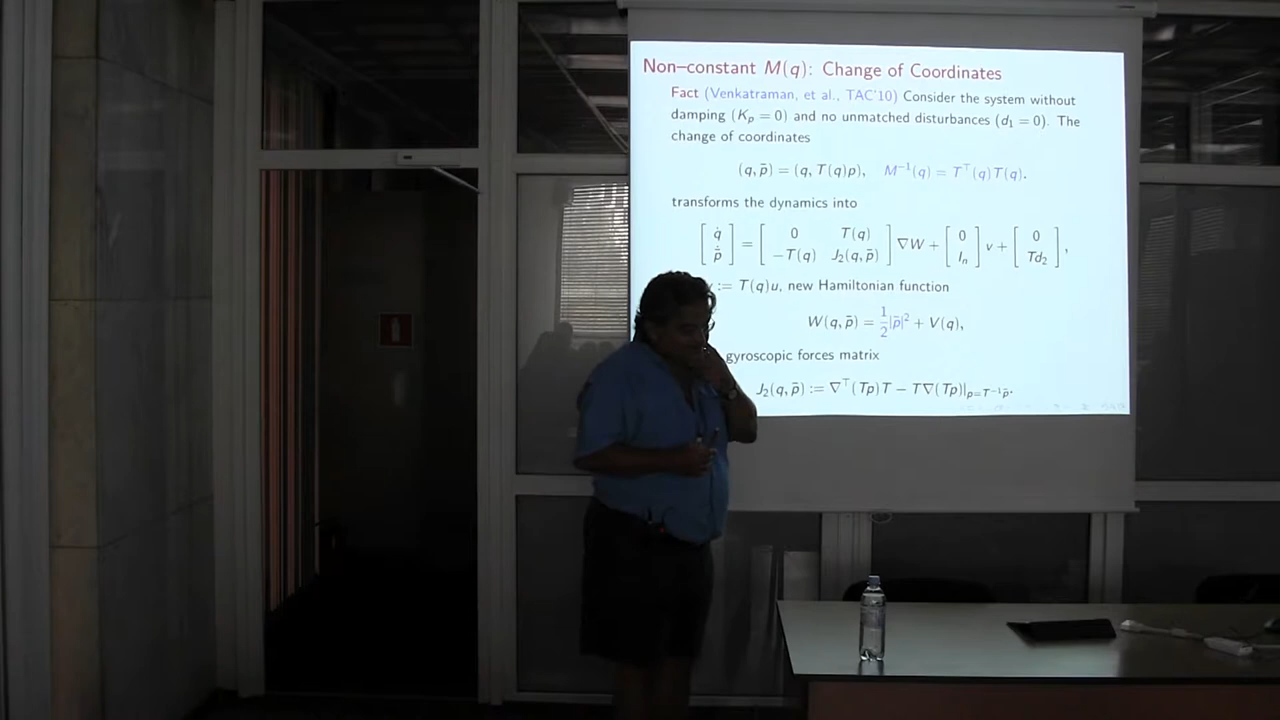 Non–constant M(q): Change of Coordinates
Fact (Venkatraman, et al., TAC'10) Consider the system without
damping (K_p = 0) and no unmatched disturbances (d_1 = 0). The
change of coordinates
(q, p̄) = (q, T(q)p), M^{-1}(q) = T^⊤(q)T(q).
transforms the dynamics into
[ q̇ ; p̄̇ ] = [ 0 T(q) ; −T(q) J_2(q, p̄) ] ∇W + [ 0 ; I_n ] v + [ 0 ; Td_2 ],
v := T(q)u, new Hamiltonian function
W(q, p̄) = 1/2 |p̄|^2 + V(q),
gyroscopic forces matrix
J_2(q, p̄) := ∇^⊤(Tp)T − T∇(Tp)|_{p=T^{-1}p̄}.